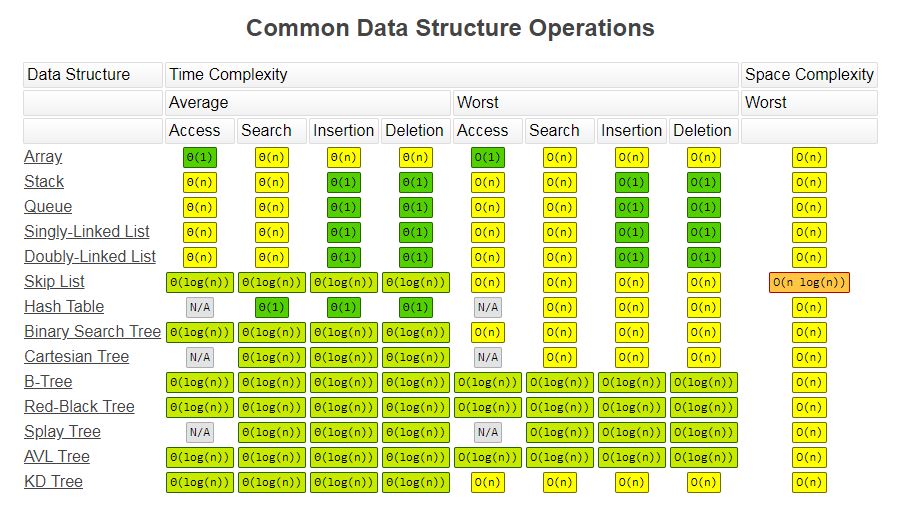 Common Data Structure Operations
Data Structure Time Complexity Space Complexity
Average Worst Worst
Access Search Insertion Deletion Access Search Insertion Deletion
Array Θ(1) Θ(n) Θ(n) Θ(n) O(1) O(n) O(n) O(n) O(n)
Stack Θ(n) Θ(n) Θ(1) Θ(1) O(n) O(n) O(1) O(1) O(n)
Queue Θ(n) Θ(n) Θ(1) Θ(1) O(n) O(n) O(1) O(1) O(n)
Singly-Linked List Θ(n) Θ(n) Θ(1) Θ(1) O(n) O(n) O(1) O(1) O(n)
Doubly-Linked List Θ(n) Θ(n) Θ(1) Θ(1) O(n) O(n) O(1) O(1) O(n)
Skip List Θ(log(n)) Θ(log(n)) Θ(log(n)) Θ(log(n)) O(n) O(n) O(n) O(n) O(n log(n))
Hash Table N/A Θ(1) Θ(1) Θ(1) N/A O(n) O(n) O(n) O(n)
Binary Search Tree Θ(log(n)) Θ(log(n)) Θ(log(n)) Θ(log(n)) O(n) O(n) O(n) O(n) O(n)
Cartesian Tree N/A Θ(log(n)) Θ(log(n)) Θ(log(n)) N/A O(n) O(n) O(n) O(n)
B-Tree Θ(log(n)) Θ(log(n)) Θ(log(n)) Θ(log(n)) O(log(n)) O(log(n)) O(log(n)) O(log(n)) O(n)
Red-Black Tree Θ(log(n)) Θ(log(n)) Θ(log(n)) Θ(log(n)) O(log(n)) O(log(n)) O(log(n)) O(log(n)) O(n)
Splay Tree N/A Θ(log(n)) Θ(log(n)) Θ(log(n)) N/A O(log(n)) O(log(n)) O(log(n)) O(n)
AVL Tree Θ(log(n)) Θ(log(n)) Θ(log(n)) Θ(log(n)) O(log(n)) O(log(n)) O(log(n)) O(log(n)) O(n)
KD Tree Θ(log(n)) Θ(log(n)) Θ(log(n)) Θ(log(n)) O(n) O(n) O(n) O(n) O(n)